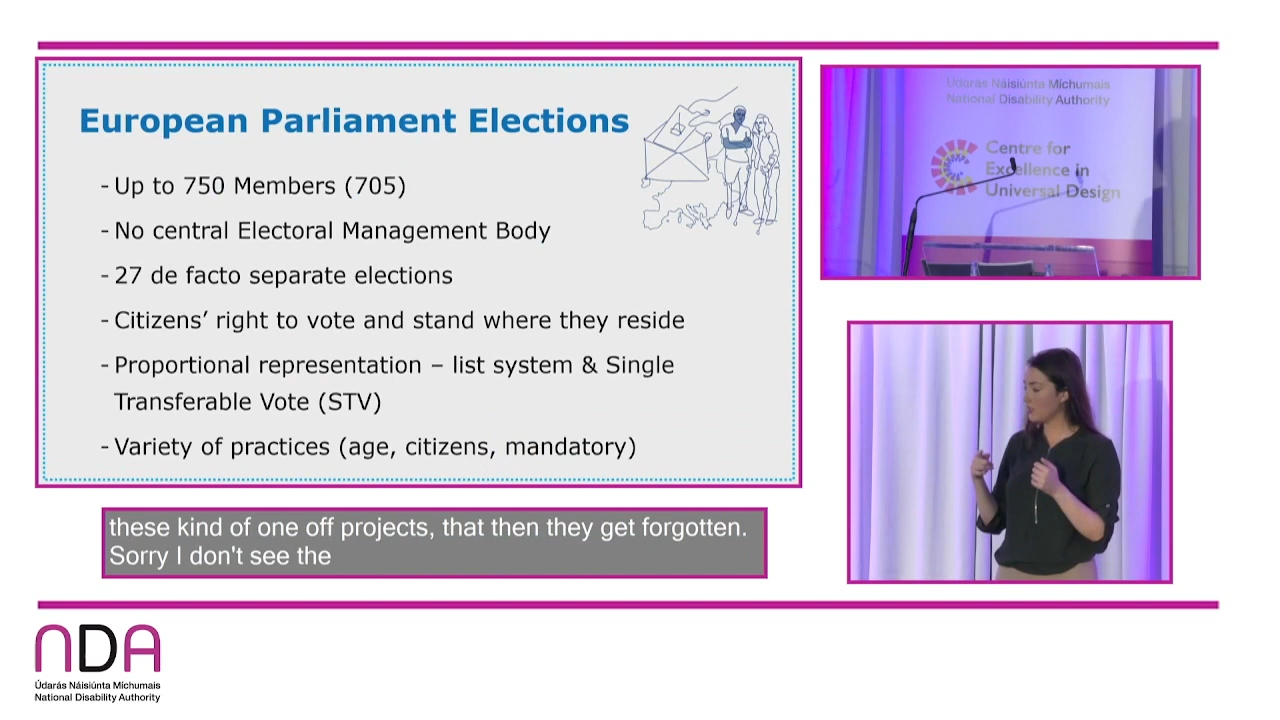 European Parliament Elections
- Up to 750 Members (705)
- No central Electoral Management Body
- 27 de facto separate elections
- Citizens’ right to vote and stand where they reside
- Proportional representation – list system & Single
Transferable Vote (STV)
- Variety of practices (age, citizens, mandatory)
Údarás Náisiúnta Míchumais
National Disability Authority
Centre for
Excellence in
Universal Design
these kind of one off projects, that then they get forgotten.
Sorry I don't see the
NDA
Údarás Náisiúnta Míchumais
National Disability Authority